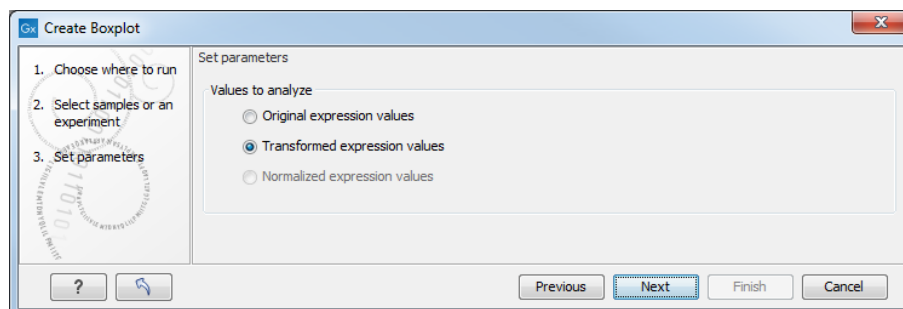 Gx Create Boxplot
X
1. Choose where to run
2. Select samples or an
experiment
3. Set parameters
Set parameters
Values to analyze
Original expression values
Transformed expression values
Normalized expression values
?
Previous
Next
Finish
Cancel